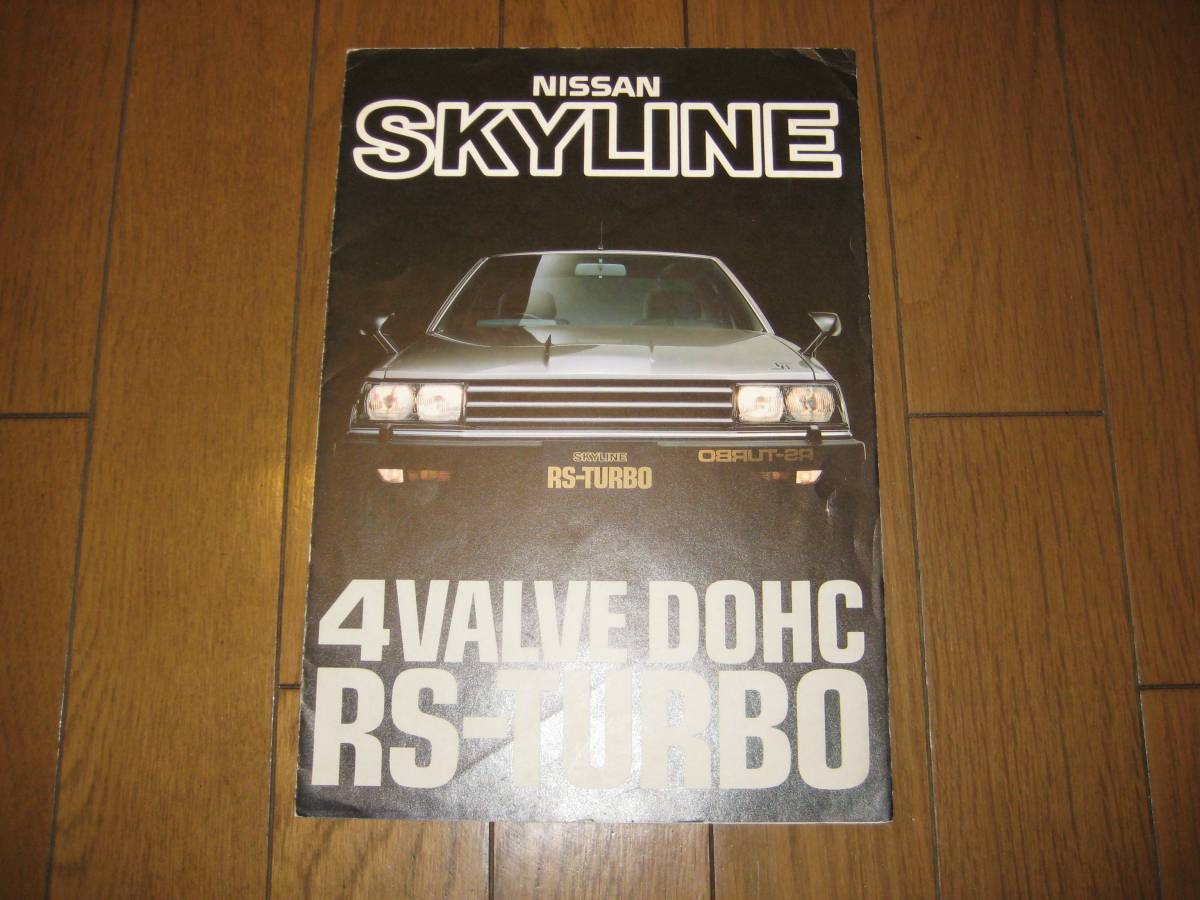 NISSAN
SKYLINE
SKYLINE
RS-TURBO
RS-TURBO
4VALVE DOHC
RS-TURBO